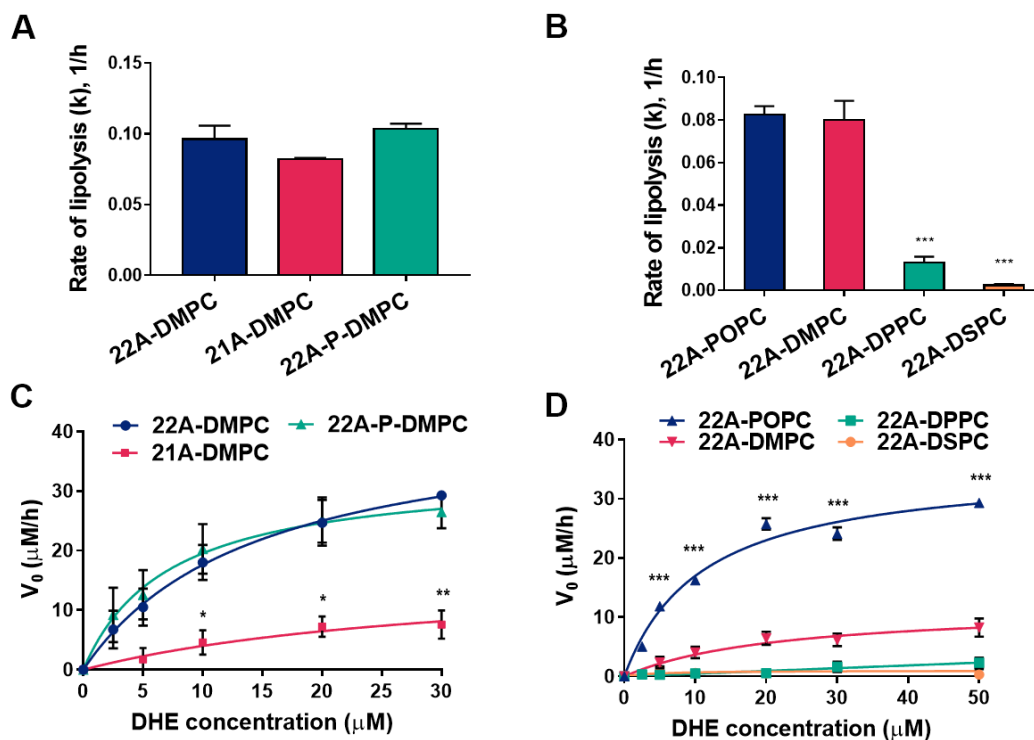 A
Rate of lipolysis (k), 1/h
0.15
0.10
0.05
0.00
22A-DMPC
21A-DMPC
22A-P-DMPC
B
Rate of lipolysis (k), 1/h
0.10
0.08
0.06
0.04
0.02
0.00
***
***
22A-POPC
22A-DMPC
22A-DPPC
22A-DSPC
C
22A-DMPC
22A-P-DMPC
21A-DMPC
V0 (µM/h)
40
30
20
10
0
*
*
**
0
5
10
20
30
DHE concentration (µM)
D
22A-POPC
22A-DPPC
22A-DMPC
22A-DSPC
V0 (µM/h)
40
30
20
10
0
***
***
***
***
***
0
10
20
30
40
50
DHE concentration (µM)